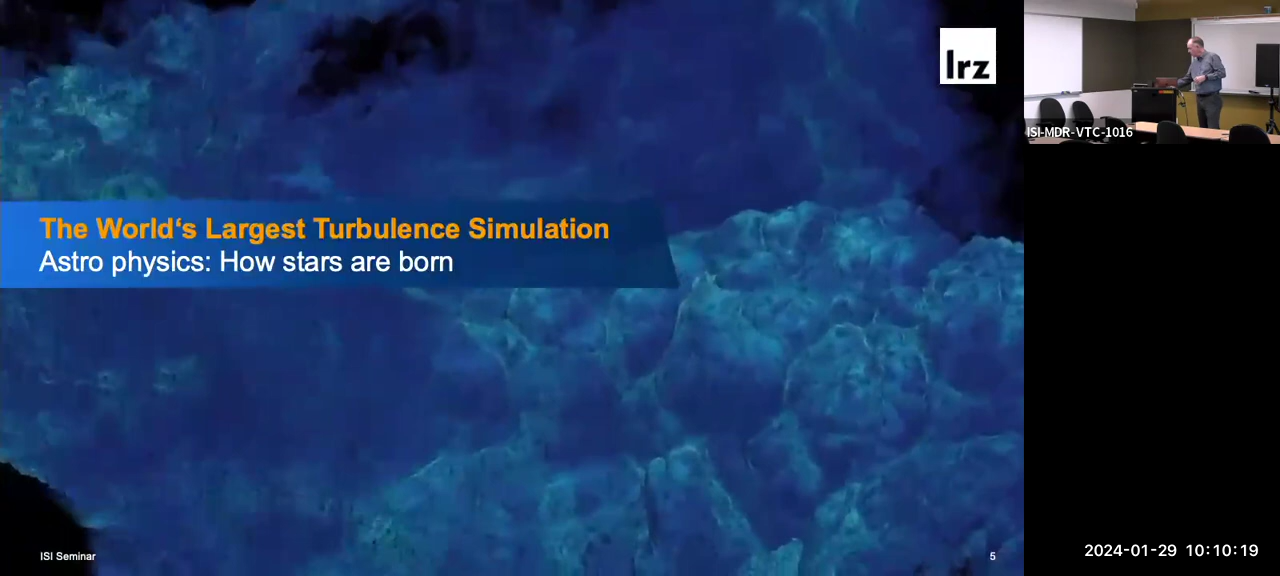 lrz
The World‘s Largest Turbulence Simulation
Astro physics: How stars are born
ISI Seminar
5
ISI-MDR-VTC-1016
2024-01-29 10:10:19